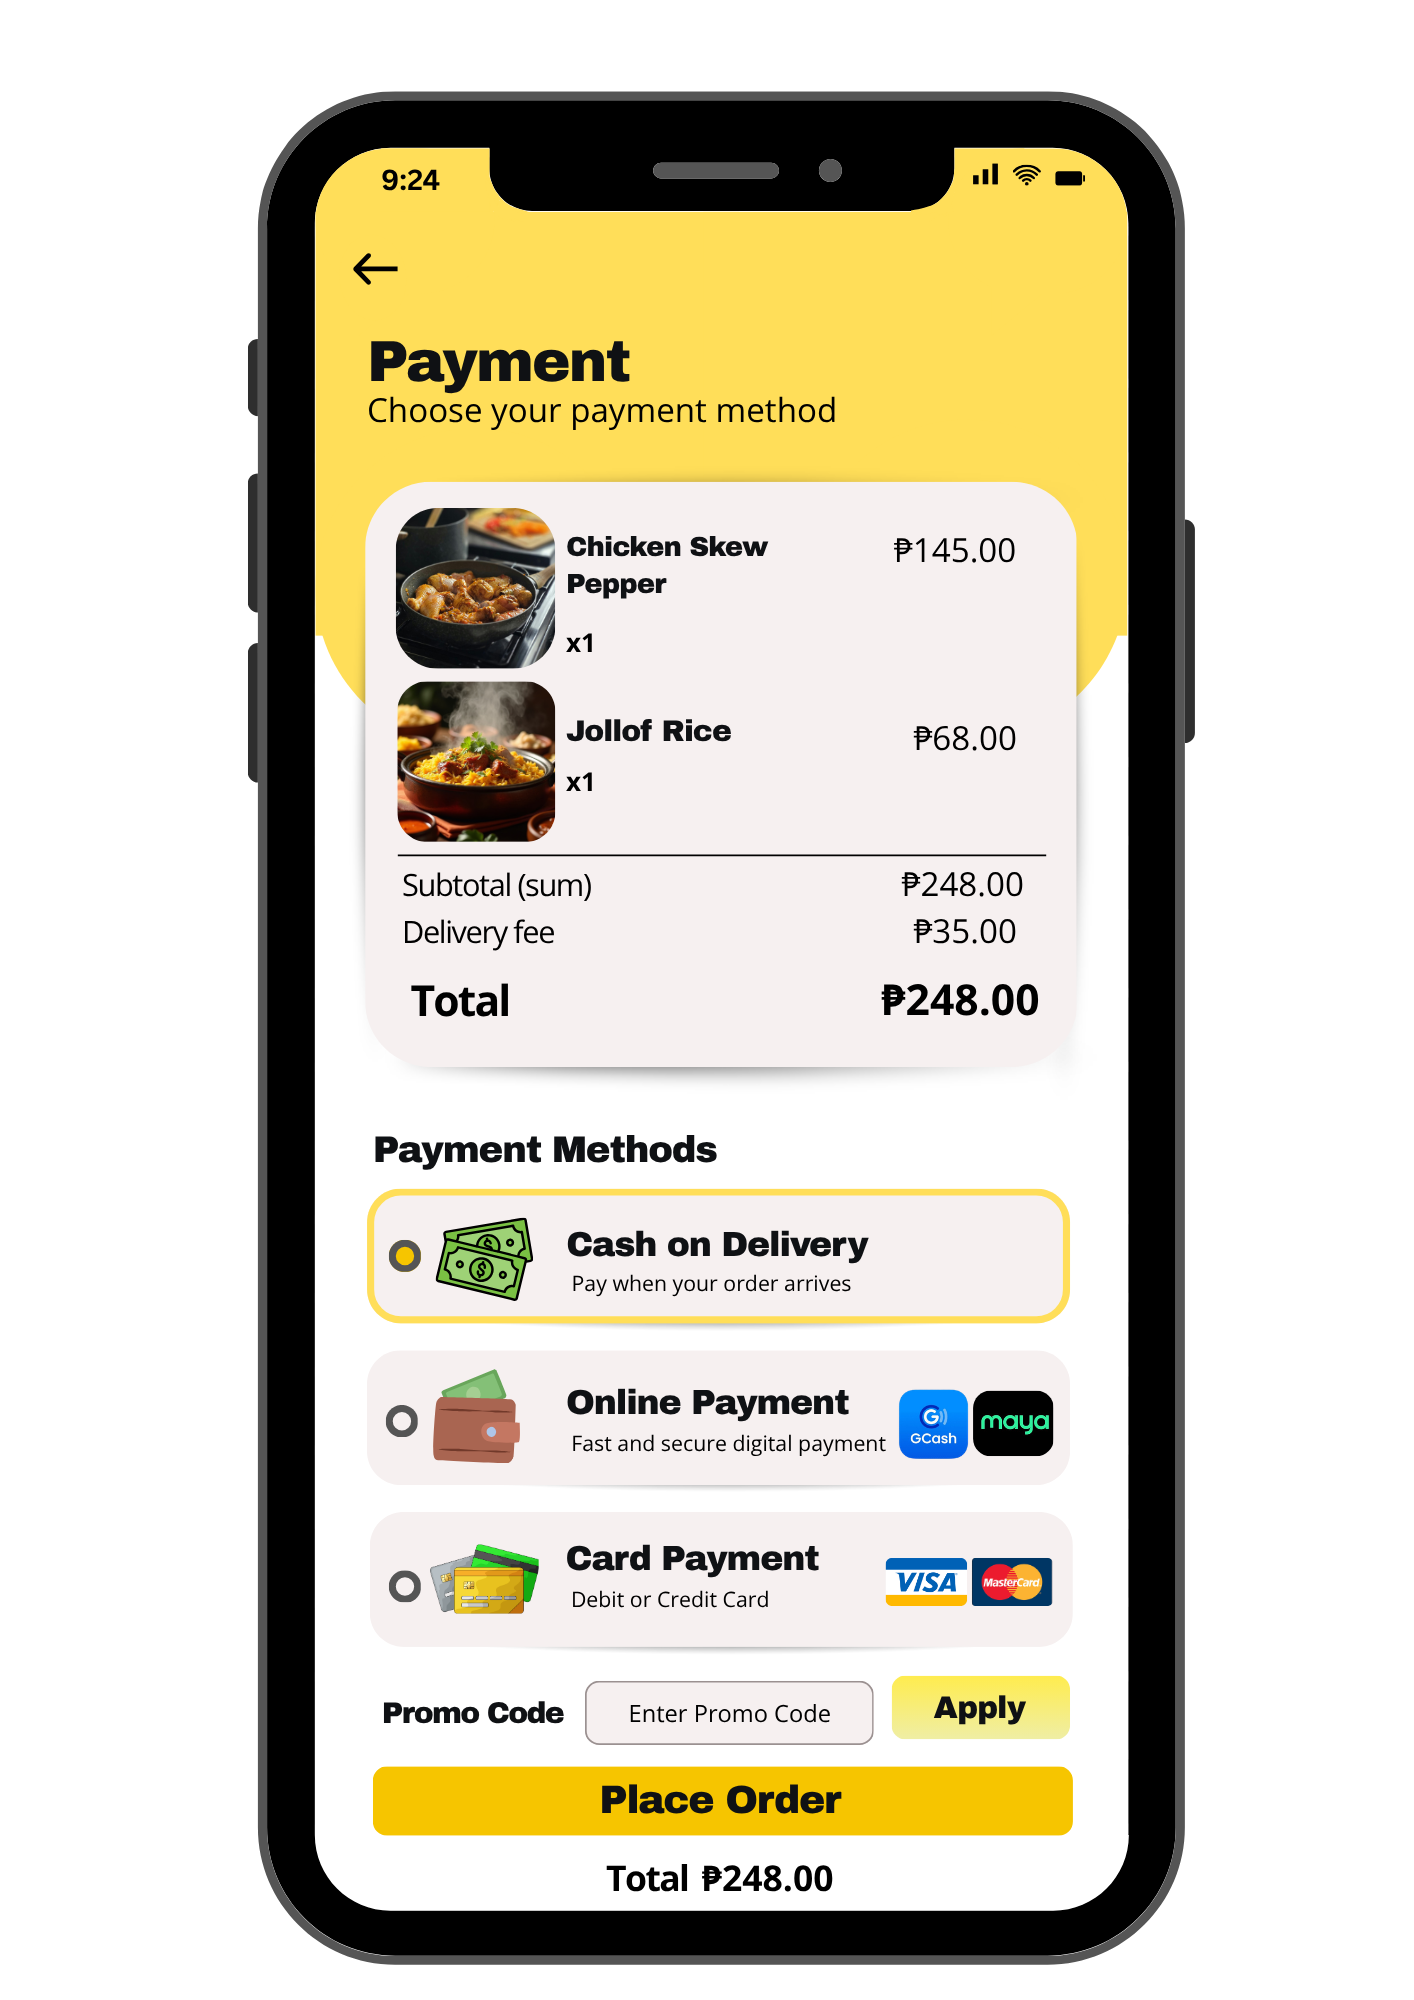 9:24
Payment
Choose your payment method
Chicken Skew
Pepper
₱145.00
x1
Jollof Rice
₱68.00
x1
Subtotal (sum) ₱248.00
Delivery fee ₱35.00
Total ₱248.00
Payment Methods
Cash on Delivery
Pay when your order arrives
Online Payment
Fast and secure digital payment
G
GCash
maya
Card Payment
Debit or Credit Card
VISA
MasterCard
Promo Code
Enter Promo Code
Apply
Place Order
Total ₱248.00